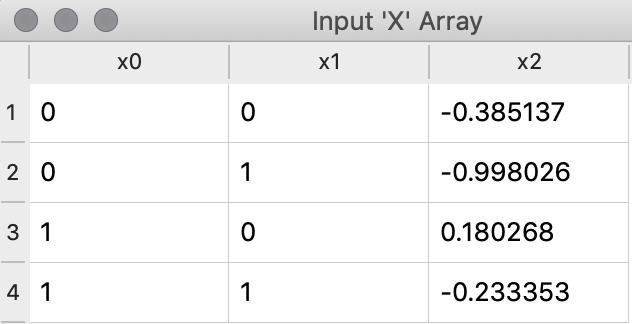 Input 'X' Array
x0 x1 x2
1 0 0 -0.385137
2 0 1 -0.998026
3 1 0 0.180268
4 1 1 -0.233353